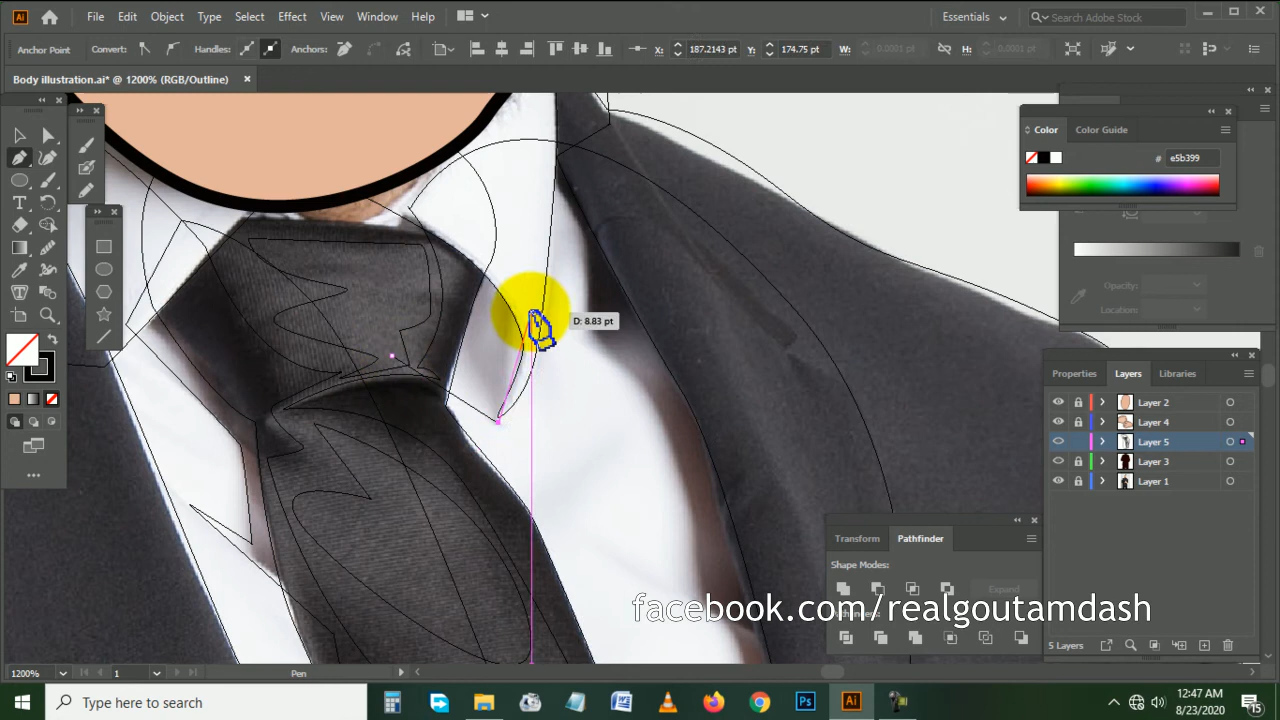 File Edit Object Type Select Effect View Window Help
Essentials
Search Adobe Stock
Anchor Point
Convert:
Handles:
Anchors:
X: 187.2143 pt
Y: 174.75 pt
W: 0.0001 pt
H: 0.0001 pt
Body illustration.ai* @ 1200% (RGB/Outline)
Color
Color Guide
# e5b399
Opacity:
Location:
D: 8.83 pt
Properties
Layers
Libraries
Layer 2
Layer 4
Layer 5
Layer 3
Layer 1
Transform
Pathfinder
Shape Modes:
Expand
facebook.com/realgoutamdash
5 Layers
1200%
1
Pen
Type here to search
12:47 AM
8/23/2020
15